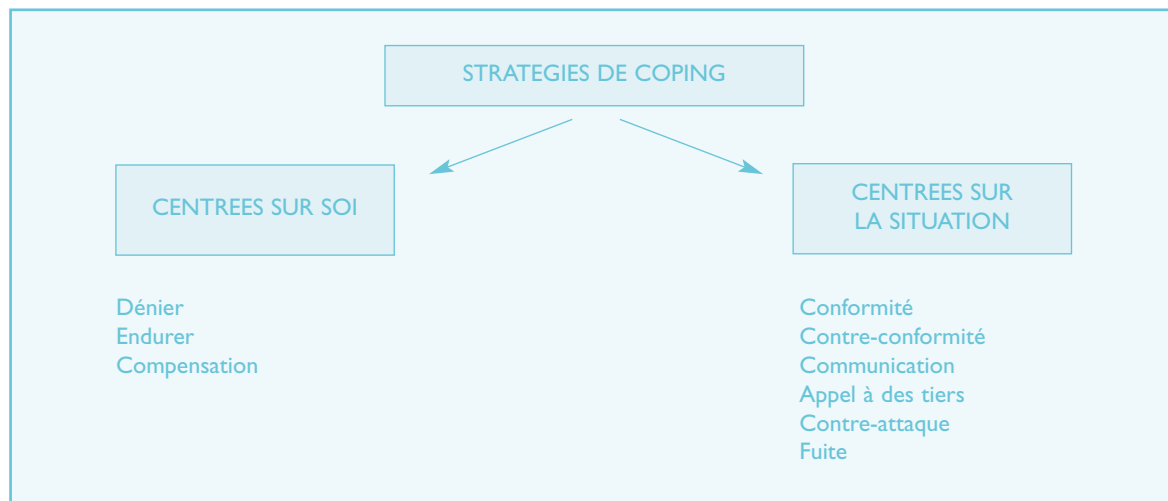 STRATEGIES DE COPING
CENTREES SUR SOI
CENTREES SUR
LA SITUATION
Dénier
Endurer
Compensation
Conformité
Contre-conformité
Communication
Appel à des tiers
Contre-attaque
Fuite